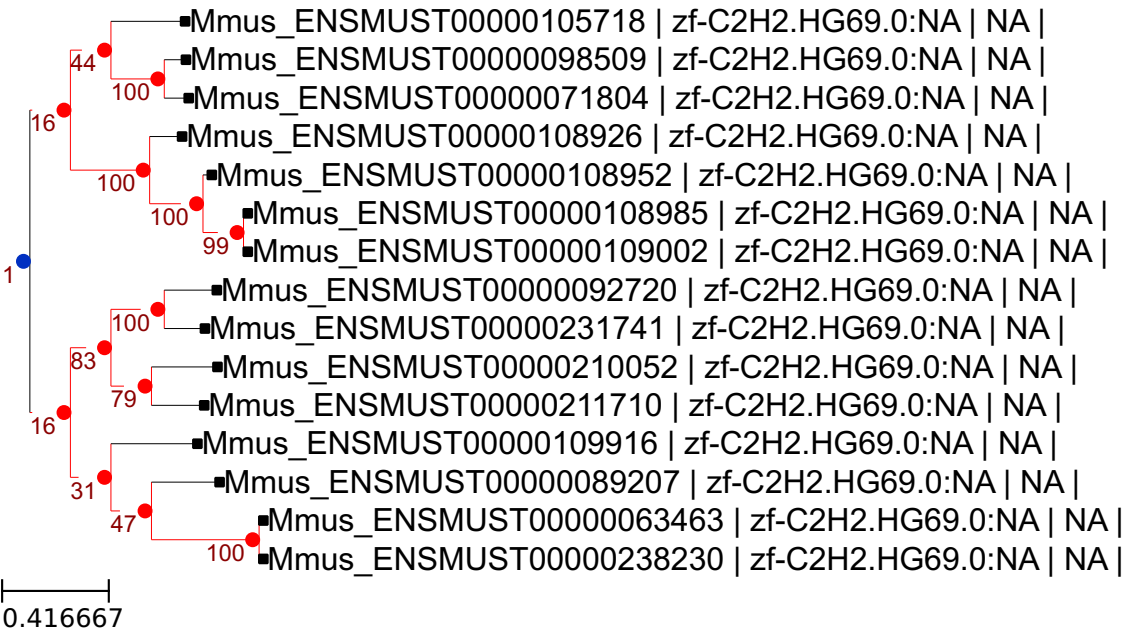 Mmus_ENSMUST00000105718 | zf-C2H2.HG69.0:NA | NA |
44
Mmus_ENSMUST00000098509 | zf-C2H2.HG69.0:NA | NA |
100
Mmus_ENSMUST00000071804 | zf-C2H2.HG69.0:NA | NA |
16
Mmus_ENSMUST00000108926 | zf-C2H2.HG69.0:NA | NA |
100
Mmus_ENSMUST00000108952 | zf-C2H2.HG69.0:NA | NA |
100
Mmus_ENSMUST00000108985 | zf-C2H2.HG69.0:NA | NA |
99
Mmus_ENSMUST00000109002 | zf-C2H2.HG69.0:NA | NA |
1
Mmus_ENSMUST00000092720 | zf-C2H2.HG69.0:NA | NA |
100
Mmus_ENSMUST00000231741 | zf-C2H2.HG69.0:NA | NA |
83
Mmus_ENSMUST00000210052 | zf-C2H2.HG69.0:NA | NA |
79
Mmus_ENSMUST00000211710 | zf-C2H2.HG69.0:NA | NA |
16
Mmus_ENSMUST00000109916 | zf-C2H2.HG69.0:NA | NA |
31
Mmus_ENSMUST00000089207 | zf-C2H2.HG69.0:NA | NA |
47
Mmus_ENSMUST00000063463 | zf-C2H2.HG69.0:NA | NA |
100
Mmus_ENSMUST00000238230 | zf-C2H2.HG69.0:NA | NA |
0.416667